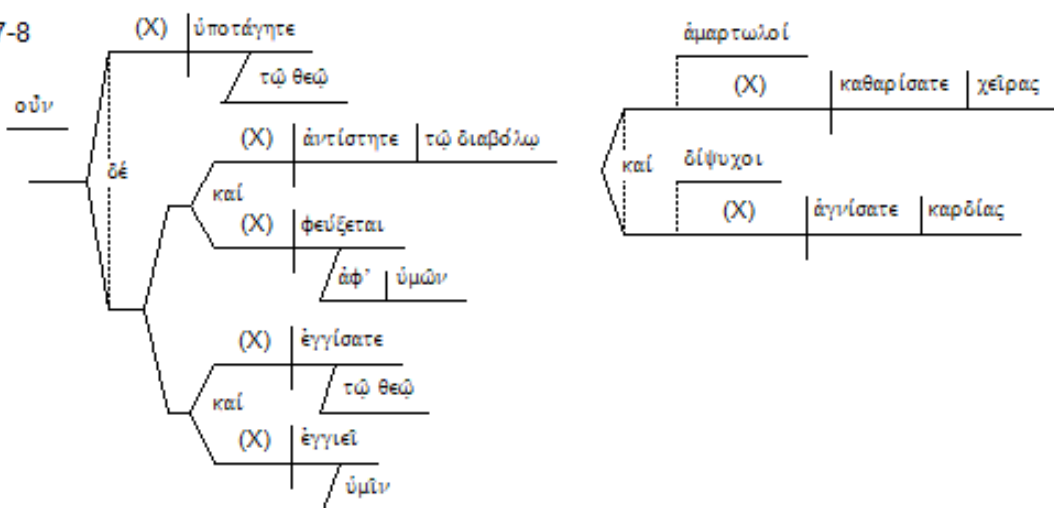 7-8
(X) ὑποτάγητε
τῷ θεῷ
οὖν
δέ
(X) ἀντίστητε τῷ διαβόλῳ
καί
(X) φεύξεται
ἀφ' ὑμῶν
(X) ἐγγίσατε
τῷ θεῷ
καί
(X) ἐγγιεῖ
ὑμῖν
ἁμαρτωλοί
(X) καθαρίσατε χεῖρας
καί
δίψυχοι
(X) ἁγνίσατε καρδίας